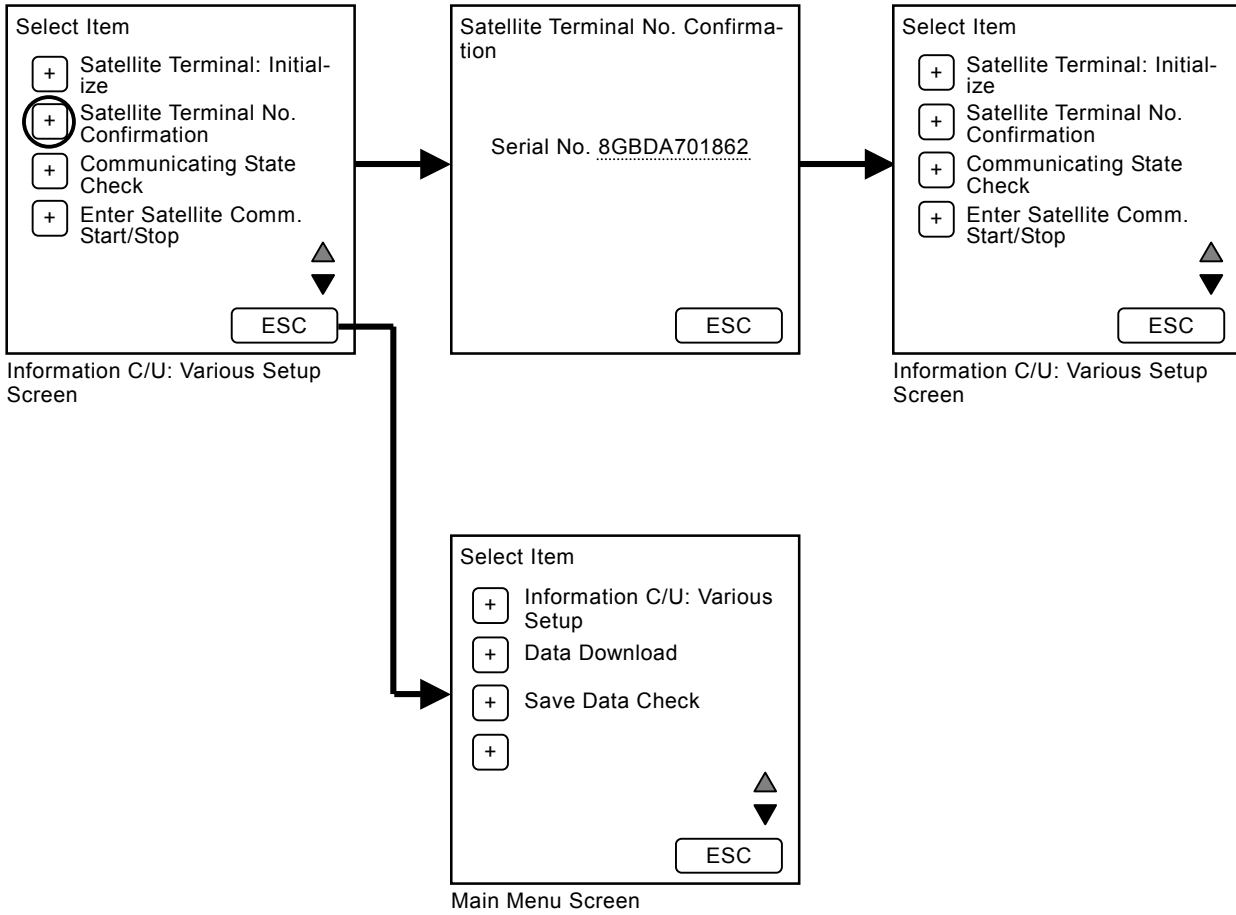 Select Item
+ Satellite Terminal: Initial-
ize
+ Satellite Terminal No.
Confirmation
+ Communicating State
Check
+ Enter Satellite Comm.
Start/Stop
ESC
Information C/U: Various Setup
Screen
Satellite Terminal No. Confirma-
tion
Serial No. 8GBDA701862
ESC
Select Item
+ Satellite Terminal: Initial-
ize
+ Satellite Terminal No.
Confirmation
+ Communicating State
Check
+ Enter Satellite Comm.
Start/Stop
ESC
Information C/U: Various Setup
Screen
Select Item
+ Information C/U: Various
Setup
+ Data Download
+ Save Data Check
+
ESC
Main Menu Screen